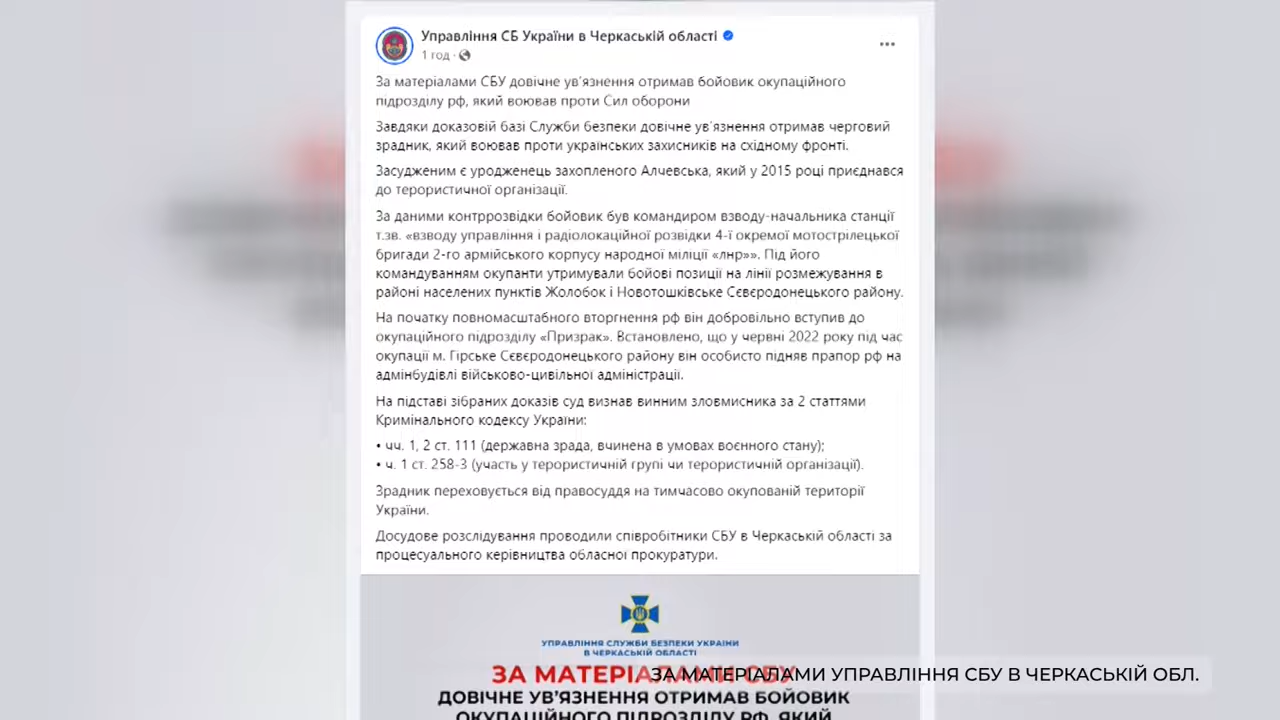 Управління СБ України в Черкаській області
1 год ·
За матеріалами СБУ довічне ув'язнення отримав бойовик окупаційного
підрозділу рф, який воював проти Сил оборони
Завдяки доказовій базі Служби безпеки довічне ув'язнення отримав черговий
зрадник, який воював проти українських захисників на східному фронті.
Засудженим є уродженець захопленого Алчевська, який у 2015 році приєднався
до терористичної організації.
За даними контррозвідки бойовик був командиром взводу-начальника станції
т.зв. «взводу управління і радіолокаційної розвідки 4-ї окремої мотострілецької
бригади 2-го армійського корпусу народної міліції «лнр»». Під його
командуванням окупанти утримували бойові позиції на лінії розмежування в
районі населених пунктів Жолобок і Новотошківське Сєвєродонецького району.
На початку повномасштабного вторгнення рф він добровільно вступив до
окупаційного підрозділу «Призрак». Встановлено, що у червні 2022 року під час
окупації м. Гірське Сєвєродонецького району він особисто підняв прапор рф на
адмінбудівлі військово-цивільної адміністрації.
На підставі зібраних доказів суд визнав винним зловмисника за 2 статтями
Кримінального кодексу України:
• чч. 1, 2 ст. 111 (державна зрада, вчинена в умовах воєнного стану);
• ч. 1 ст. 258-3 (участь у терористичній групі чи терористичній організації).
Зрадник переховується від правосуддя на тимчасово окупованій території
України.
Досудове розслідування проводили співробітники СБУ в Черкаській області за
процесуального керівництва обласної прокуратури.
УПРАВЛІННЯ СЛУЖБИ БЕЗПЕКИ УКРАЇНИ
В ЧЕРКАСЬКІЙ ОБЛАСТІ
ЗА МАТЕРІАЛАМИ СБУ
ЗА МАТЕРІАЛАМИ УПРАВЛІННЯ СБУ В ЧЕРКАСЬКІЙ ОБЛ.
ДОВІЧНЕ УВ'ЯЗНЕННЯ ОТРИМАВ БОЙОВИК
ОКУПАЦІЙНОГО ПІДРОЗДІЛУ РФ, ЯКИЙ